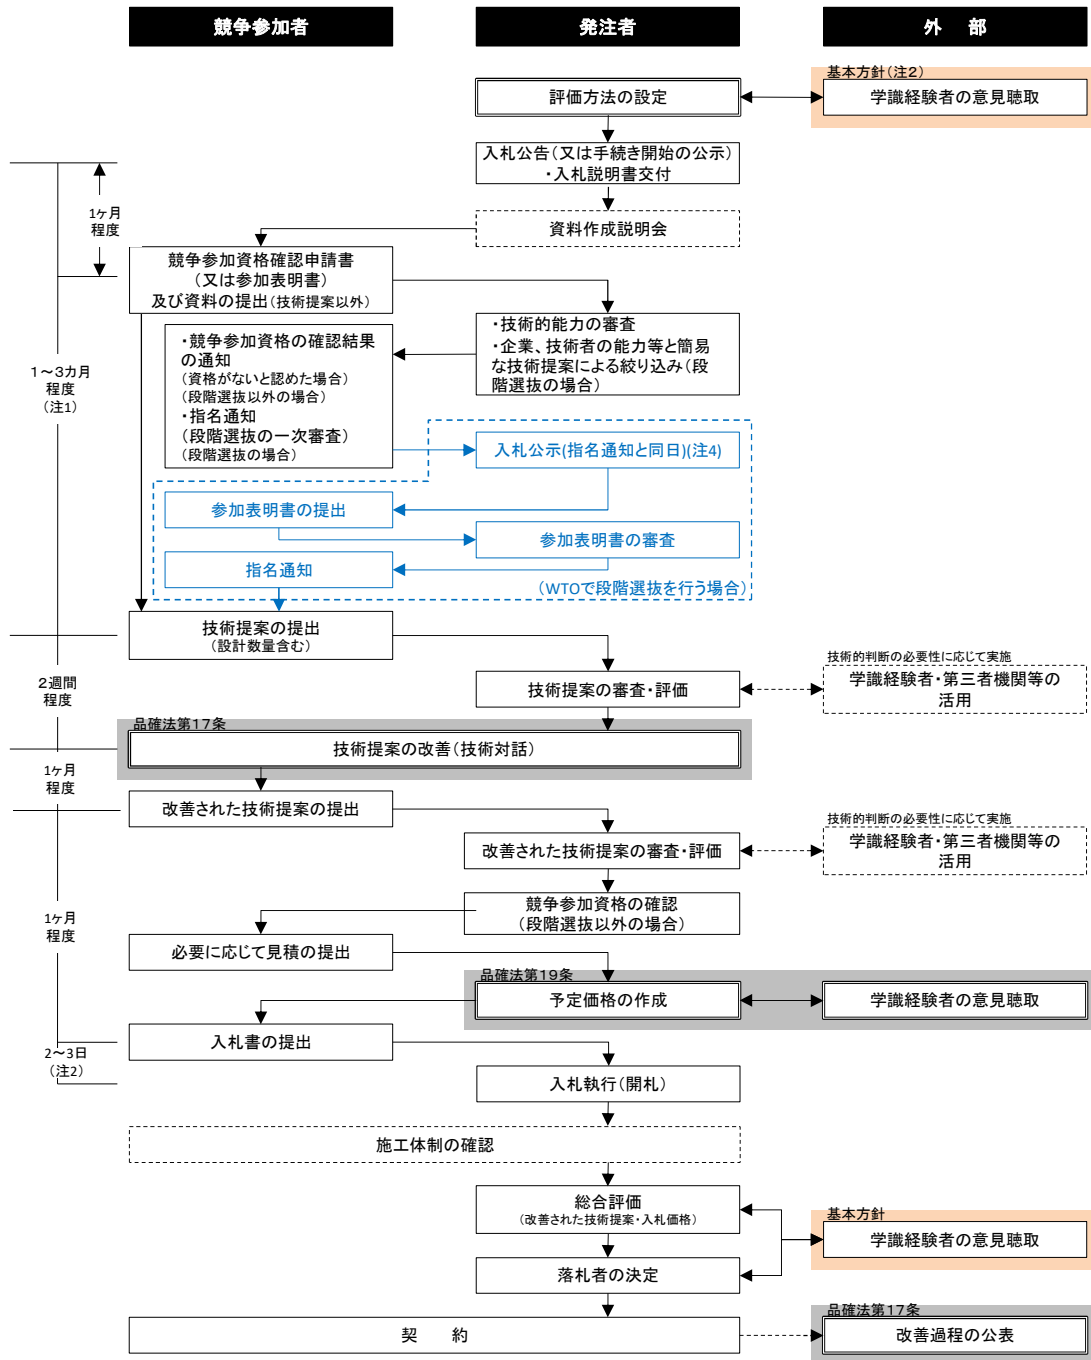 競争参加者
発注者
外　部
基本方針(注2)
評価方法の設定
学識経験者の意見聴取
入札公告(又は手続き開始の公示)
・入札説明書交付
1ヶ月
程度
資料作成説明会
競争参加資格確認申請書
(又は参加表明書)
及び資料の提出(技術提案以外)
・技術的能力の審査
・企業、技術者の能力等と簡易
な技術提案による絞り込み(段
階選抜の場合)
・競争参加資格の確認結果
の通知
(資格がないと認めた場合)
(段階選抜以外の場合)
・指名通知
(段階選抜の一次審査)
(段階選抜の場合)
1～3カ月
程度
(注1)
入札公示(指名通知と同日)(注4)
参加表明書の提出
参加表明書の審査
指名通知
(WTOで段階選抜を行う場合)
技術提案の提出
(設計数量含む)
2週間
程度
技術提案の審査・評価
技術的判断の必要性に応じて実施
学識経験者・第三者機関等の
活用
品確法第17条
技術提案の改善(技術対話)
1ヶ月
程度
改善された技術提案の提出
改善された技術提案の審査・評価
技術的判断の必要性に応じて実施
学識経験者・第三者機関等の
活用
競争参加資格の確認
(段階選抜以外の場合)
1ヶ月
程度
必要に応じて見積の提出
品確法第19条
予定価格の作成
学識経験者の意見聴取
入札書の提出
2～3日
(注2)
入札執行(開札)
施工体制の確認
総合評価
(改善された技術提案・入札価格)
基本方針
学識経験者の意見聴取
落札者の決定
契　約
品確法第17条
改善過程の公表